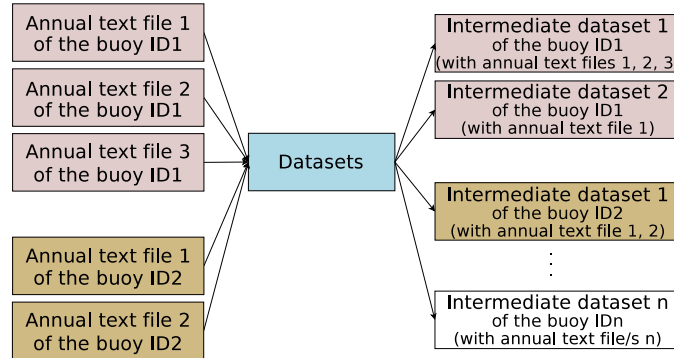 Annual text file 1
of the buoy ID1
Annual text file 2
of the buoy ID1
Annual text file 3
of the buoy ID1
Annual text file 1
of the buoy ID2
Annual text file 2
of the buoy ID2
Datasets
Intermediate dataset 1
of the buoy ID1
(with annual text files 1, 2, 3
Intermediate dataset 2
of the buoy ID1
(with annual text file 1)
Intermediate dataset 1
of the buoy ID2
(with annual text file 1, 2)
Intermediate dataset n
of the buoy IDn
(with annual text file/s n)